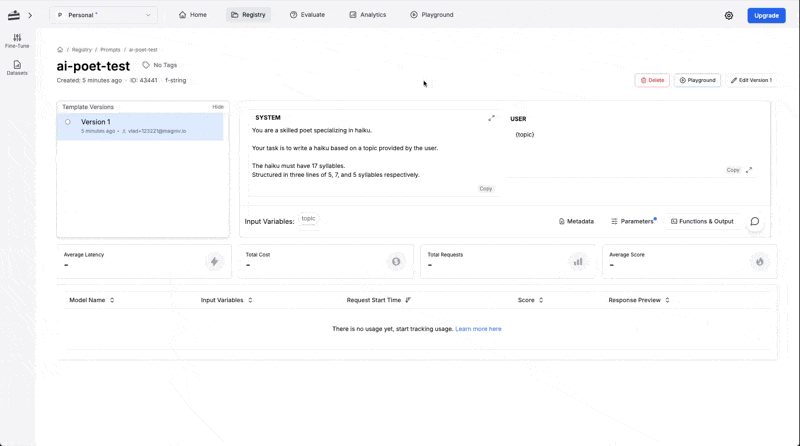 P Personal
Home
Registry
Evaluate
Analytics
Playground
Upgrade
Fine-Tune
Datasets
/ Registry / Prompts / ai-poet-test
ai-poet-test
No Tags
Created: 5 minutes ago · ID: 43441 · f-string
Delete
Playground
Edit Version 1
Template Versions
Hide
Version 1
5 minutes ago •
SYSTEM
You are a skilled poet specializing in haiku.
Your task is to write a haiku based on a topic provided by the user.
The haiku must have 17 syllables.
Structured in three lines of 5, 7, and 5 syllables respectively.
Copy
USER
{topic}
Copy
Input Variables:
topic
Metadata
Parameters
Functions & Output
Average Latency
–
Total Cost
–
Total Requests
–
Average Score
–
Model Name
Input Variables
Request Start Time
Score
Response Preview
There is no usage yet, start tracking usage. Learn more here